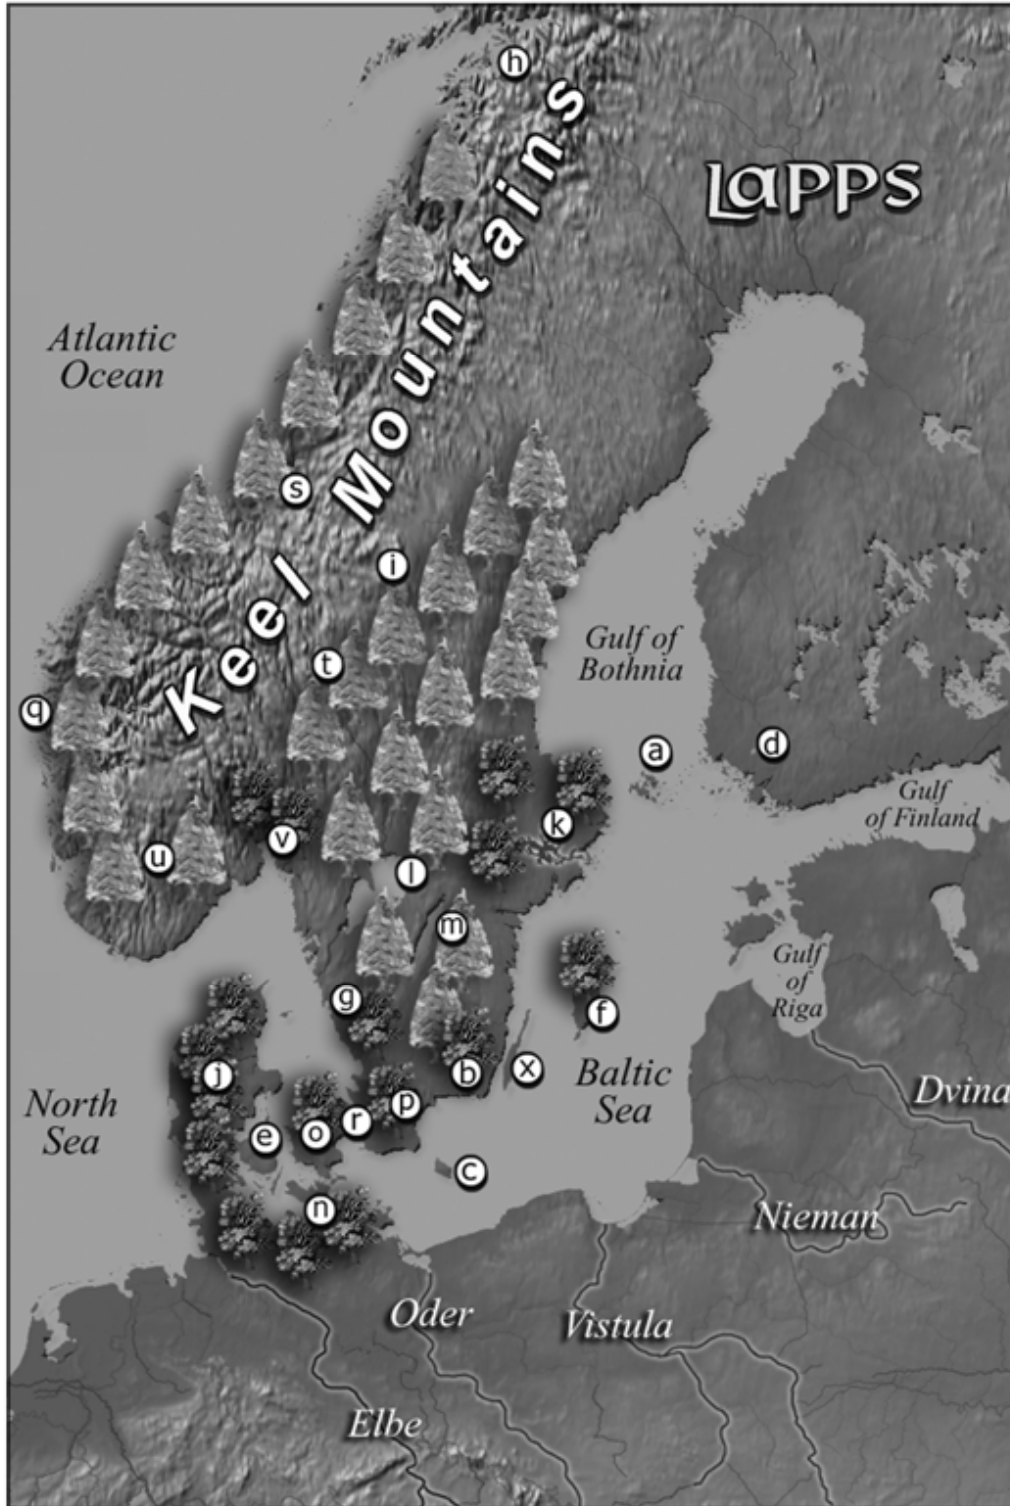 h
Keel Mountains
Lapps
Atlantic
Ocean
s
i
t
Gulf of
Bothnia
q
a
d
Gulf
of Finland
k
v
u
l
m
Gulf
of
Riga
g
f
j
b
x
Baltic
Sea
Dvina
North
Sea
p
r
o
e
c
n
Nieman
Oder
Vistula
Elbe